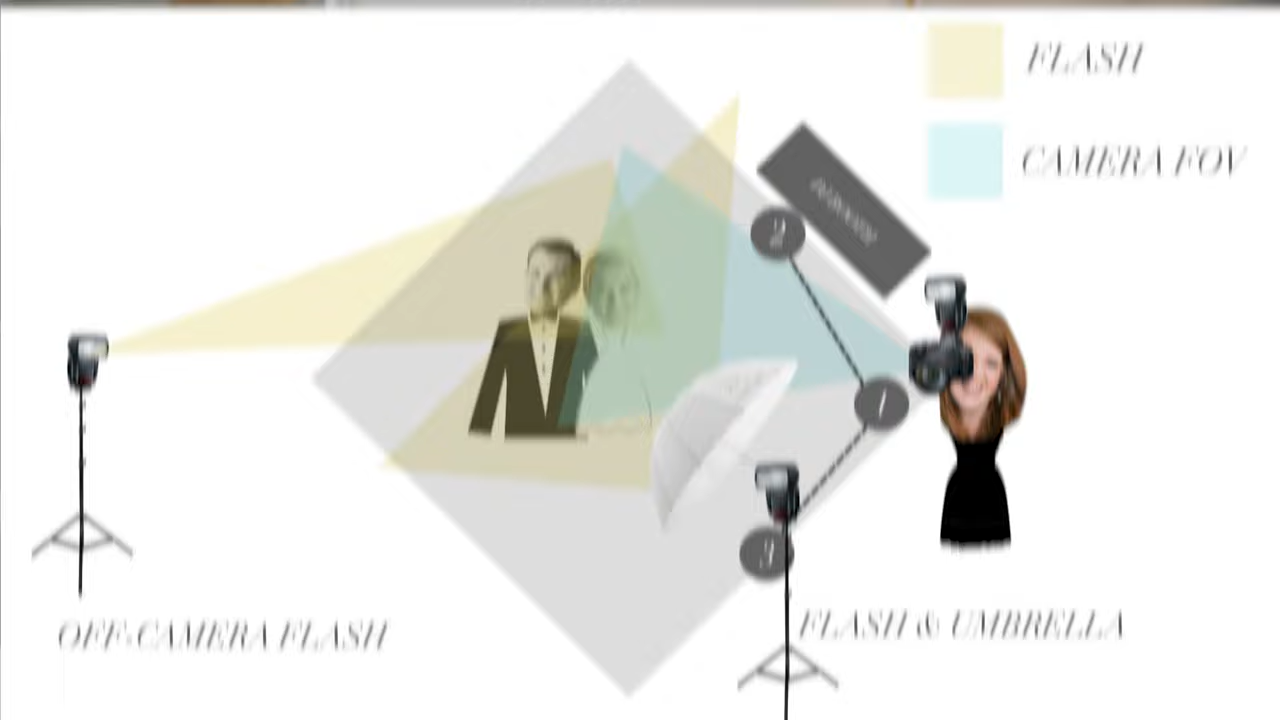 FLASH
CAMERA FOV
2
1
3
OFF-CAMERA FLASH
FLASH & UMBRELLA